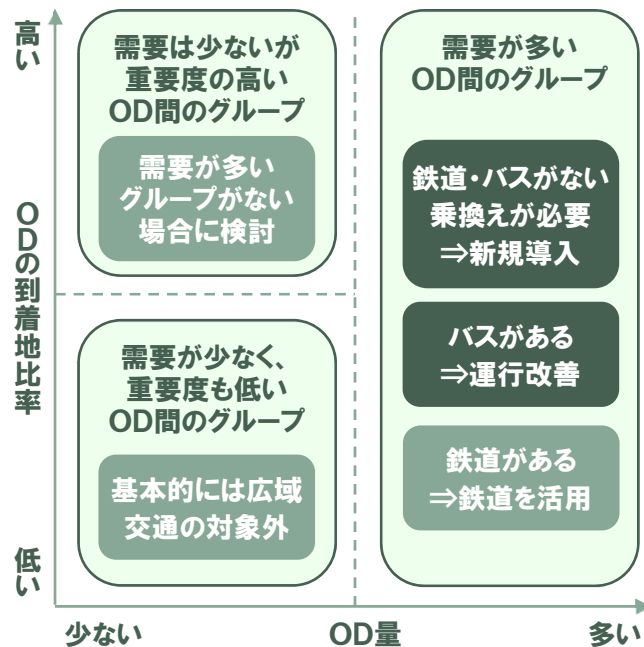 高い
ODの到着地比率
低い
需要は少ないが
重要度の高い
OD間のグループ
需要が多い
グループがない
場合に検討
需要が少なく、
重要度も低い
OD間のグループ
基本的には広域
交通の対象外
需要が多い
OD間のグループ
鉄道・バスがない
乗換えが必要
⇒新規導入
バスがある
⇒運行改善
鉄道がある
⇒鉄道を活用
少ない
OD量
多い